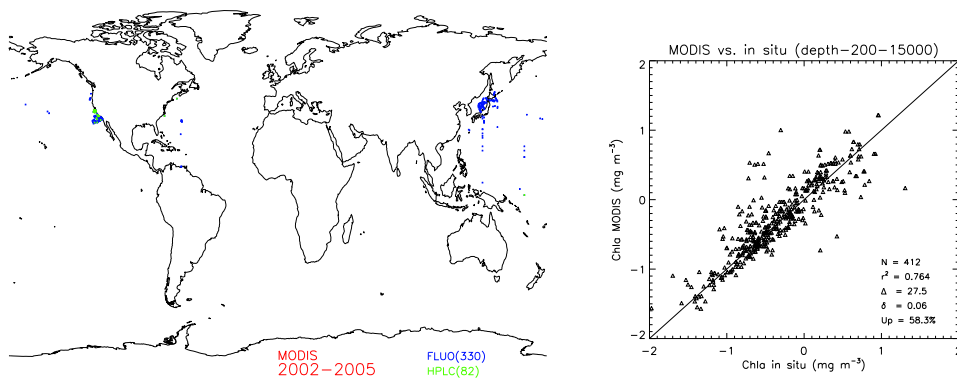 MODIS
2002-2005
FLUO(330)
HPLC(82)
MODIS vs. in situ (depth-200-15000)
2
1
0
-1
-2
Chla MODIS (mg m⁻³)
N = 412
r² = 0.764
Δ = 27.5
δ = 0.06
Up = 58.3%
-2 -1 0 1 2
Chla in situ (mg m⁻³)